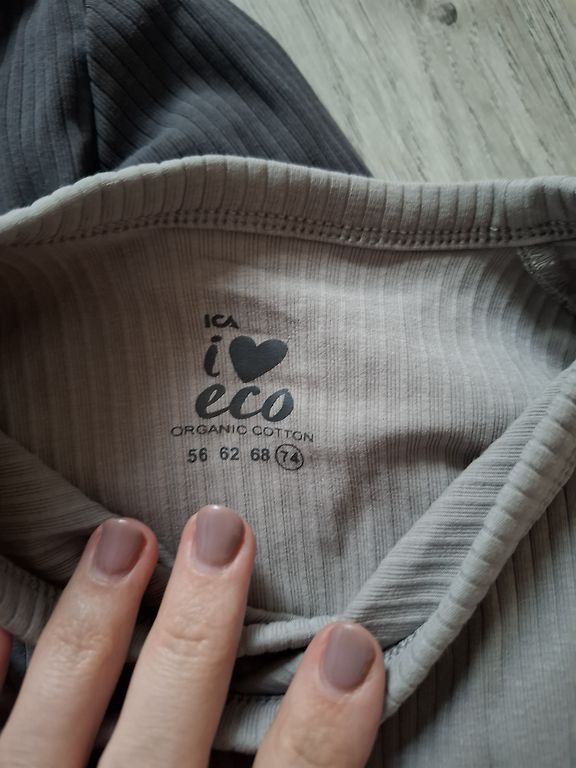 ICA
i ♥
eco
ORGANIC COTTON
56 62 68 74